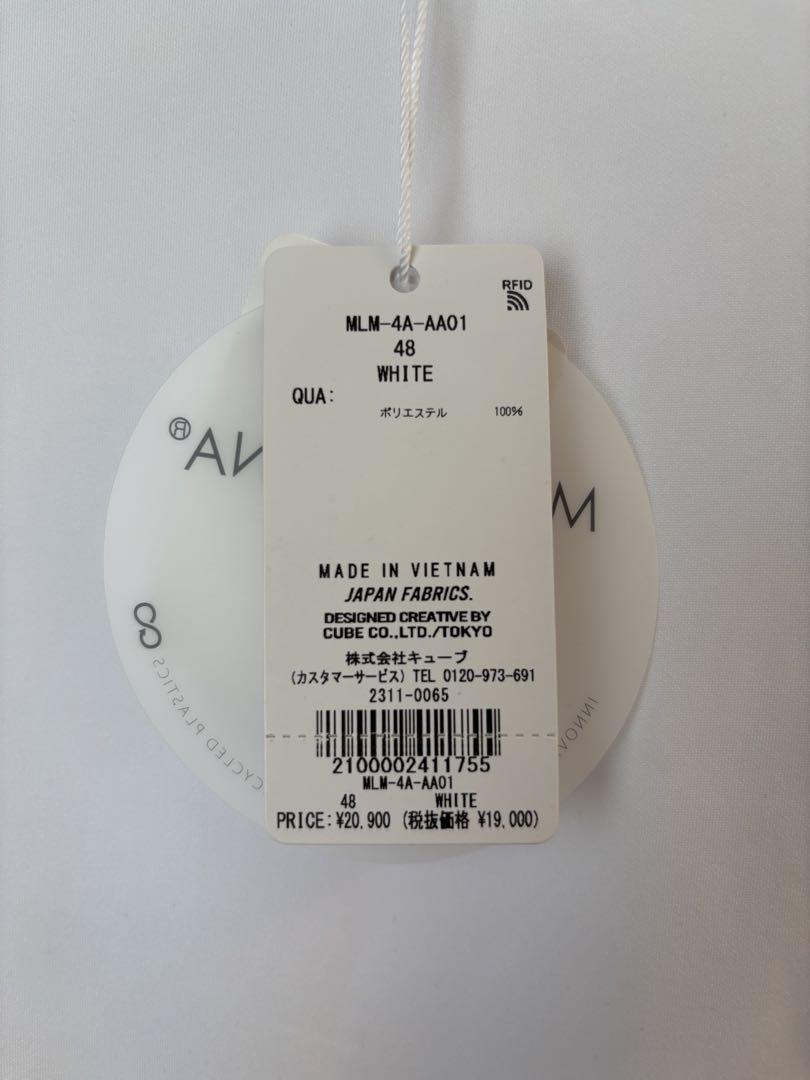 RFID
MLM-4A-AA01
48
WHITE
QUA:
ポリエステル 100%
MADE IN VIETNAM
JAPAN FABRICS.
DESIGNED CREATIVE BY
CUBE CO.,LTD./TOKYO
株式会社キューブ
(カスタマーサービス) TEL 0120-973-691
2311-0065
2100002411755
MLM-4A-AA01
48 WHITE
PRICE:¥20,900 (税抜価格 ¥19,000)